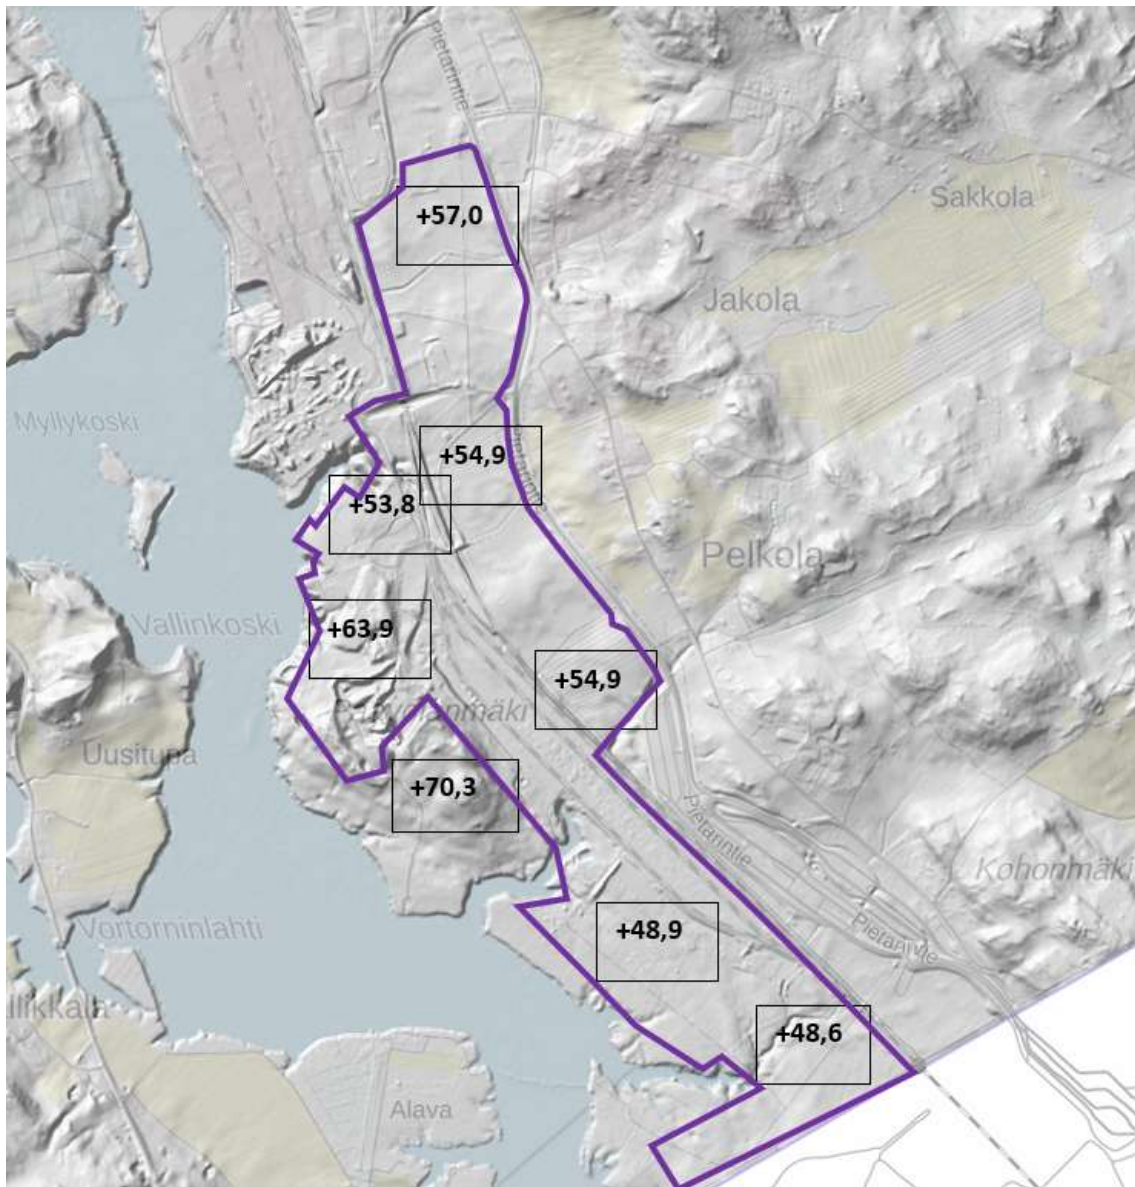 Pietarintie
Sakkola
+57,0
Jakola
Myllykoski
+54,9
Pietarintie
+53,8
Pelkola
Vallinkoski
+63,9
+54,9
Uusitupa
+70,3
Pietarintie
Kohonmäki
+48,9
Pietarintie
Vortorninlahti
+48,6
Alava